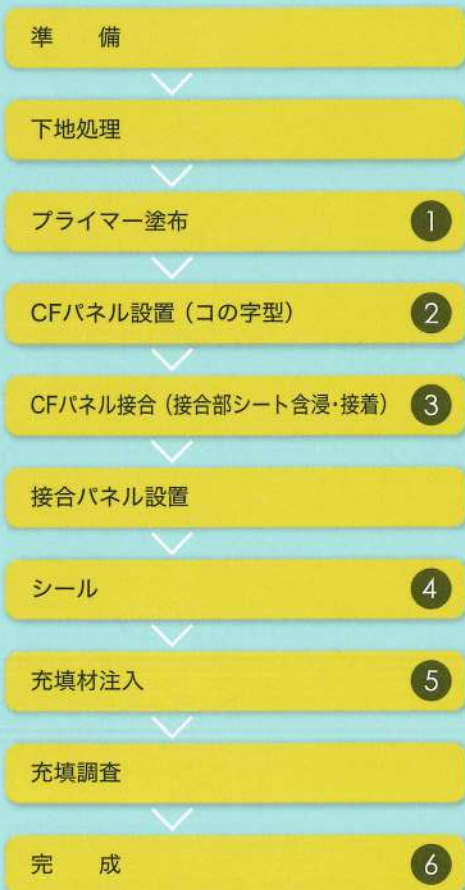 準　備
下地処理
プライマー塗布 1
CFパネル設置（コの字型） 2
CFパネル接合（接合部シート含浸・接着） 3
接合パネル設置
シール 4
充填材注入 5
充填調査
完　成 6